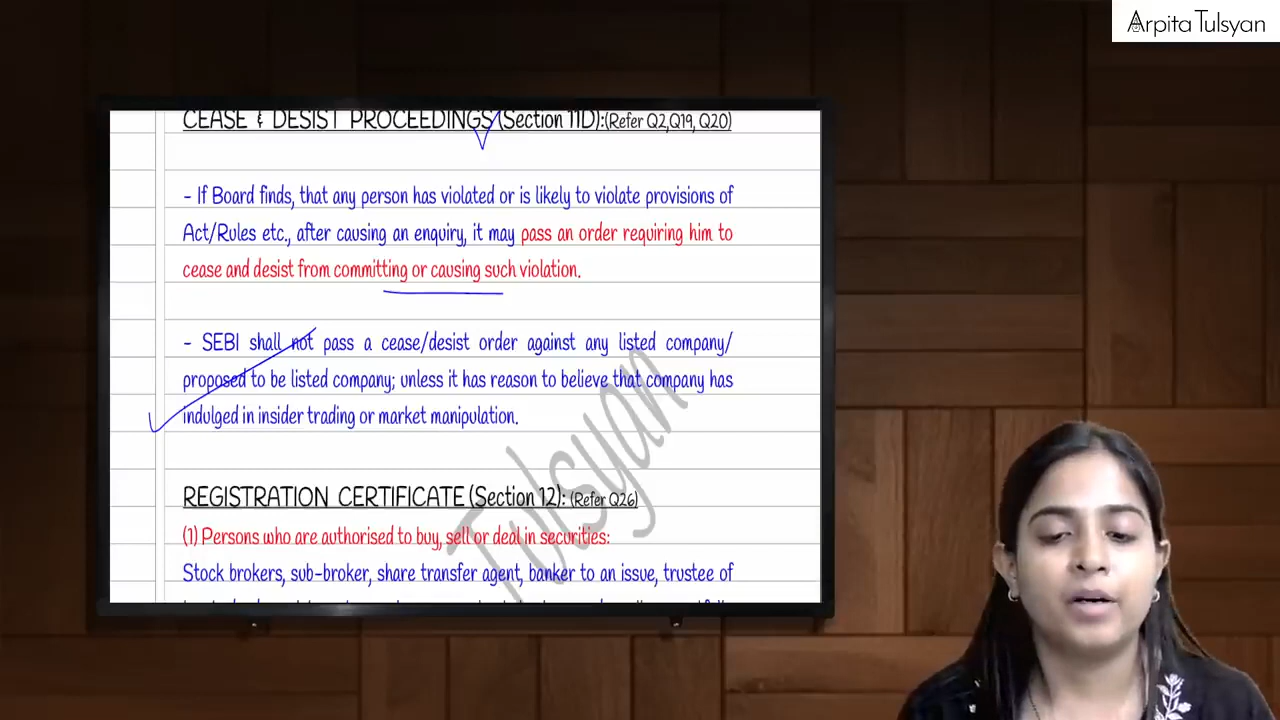 Arpita Tulsyan
CEASE & DESIST PROCEEDINGS (Section 11D):(Refer Q2,Q19, Q20)
- If Board finds, that any person has violated or is likely to violate provisions of
Act/Rules etc., after causing an enquiry, it may pass an order requiring him to
cease and desist from committing or causing such violation.
- SEBI shall not pass a cease/desist order against any listed company/
proposed to be listed company; unless it has reason to believe that company has
indulged in insider trading or market manipulation.
Tulsyan
REGISTRATION CERTIFICATE (Section 12): (Refer Q26)
(1) Persons who are authorised to buy, sell or deal in securities:
Stock brokers, sub-broker, share transfer agent, banker to an issue, trustee of